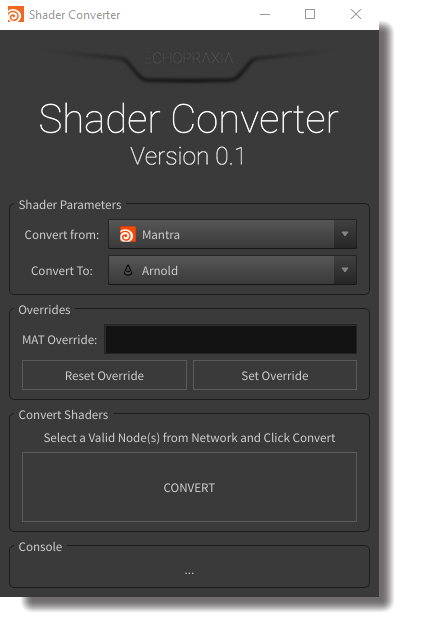 Shader Converter
ECHOPRAXIA
Shader Converter
Version 0.1
Shader Parameters
Convert from: Mantra
Convert To: Arnold
Overrides
MAT Override:
Reset Override Set Override
Convert Shaders
Select a Valid Node(s) from Network and Click Convert
CONVERT
Console
...